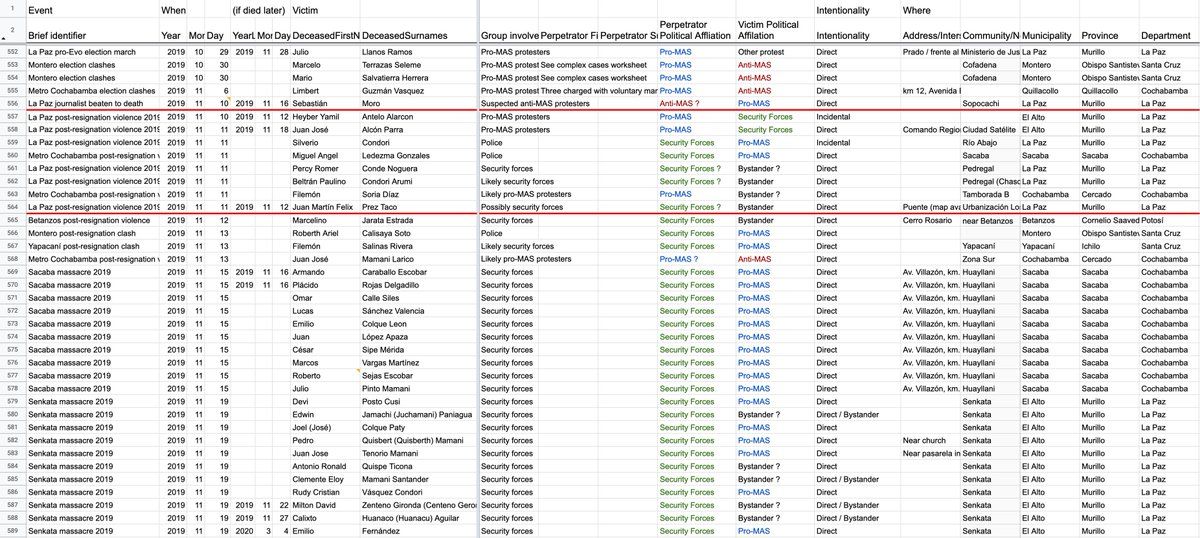 1 Event When (if died later) Victim Intentionality Where
2 Brief identifier Year Mor Day YearL Mor Day DeceasedFirstN DeceasedSurnames Group involve Perpetrator Fi Perpetrator Su Perpetrator Political Affliation Victim Political Affilation Intentionality Address/Inters Community/N Municipality Province Department
552 La Paz pro-Evo election march 2019 10 29 2019 11 28 Julio Llanos Ramos Pro-MAS protesters Pro-MAS Other protest Direct Prado / frente al Ministerio de Jus La Paz Murillo La Paz
553 Montero election clashes 2019 10 30 Marcelo Terrazas Seleme Pro-MAS protest See complex cases worksheet Pro-MAS Anti-MAS Direct Cofadena Montero Obispo Santistev Santa Cruz
554 Montero election clashes 2019 10 30 Mario Salvatierra Herrera Pro-MAS protest See complex cases worksheet Pro-MAS Anti-MAS Direct Cofadena Montero Obispo Santistev Santa Cruz
555 Metro Cochabamba election clashes 2019 11 6 Limbert Guzmán Vasquez Pro-MAS protest Three charged with voluntary mar Pro-MAS Anti-MAS Direct km 12, Avenida Quillacollo Quillacollo Cochabamba
556 La Paz journalist beaten to death 2019 11 10 2019 11 16 Sebastián Moro Suspected anti-MAS protesters Anti-MAS ? Pro-MAS Direct Sopocachi La Paz Murillo La Paz
557 La Paz post-resignation violence 2019 2019 11 10 2019 11 12 Heyber Yamil Antelo Alarcon Pro-MAS protesters Pro-MAS Security Forces Incidental El Alto Murillo La Paz
558 La Paz post-resignation violence 2019 2019 11 11 2019 11 18 Juan José Alcón Parra Pro-MAS protesters Pro-MAS Security Forces Direct Comando Region Ciudad Satélite El Alto Murillo La Paz
559 La Paz post-resignation violence 2019 2019 11 11 Silverio Condori Police Security Forces Pro-MAS Incidental Río Abajo La Paz Murillo La Paz
560 Metro Cochabamba post-resignation v 2019 11 11 Miguel Angel Ledezma Gonzales Police Security Forces Pro-MAS Direct Sacaba Sacaba Chapare Cochabamba
561 La Paz post-resignation violence 2019 2019 11 11 Percy Romer Conde Noguera Security forces Security Forces ? Bystander ? Direct Pedregal La Paz Murillo La Paz
562 La Paz post-resignation violence 2019 2019 11 11 Beltrán Paulino Condori Arumi Likely security forces Security Forces ? Pro-MAS Direct Pedregal (Chasq La Paz Murillo La Paz
563 Metro Cochabamba post-resignation v 2019 11 11 Filemón Soria Díaz Likely pro-MAS protesters Pro-MAS Bystander ? Direct Tamborada B Cochabamba Cercado Cochabamba
564 La Paz post-resignation violence 2019 2019 11 11 2019 11 12 Juan Martín Felix Prez Taco Possibly security forces Security Forces ? Bystander Direct Puente (map ava Urbanización Lo La Paz Murillo La Paz
565 Betanzos post-resignation violence 2019 11 12 Marcelino Jarata Estrada Security forces Security Forces Bystander Direct Cerro Rosario near Betanzos Betanzos Cornelio Saaved Potosí
566 Montero post-resignation clash 2019 11 13 Roberth Ariel Calisaya Soto Police Security Forces Pro-MAS Direct Montero Obispo Santistev Santa Cruz
567 Yapacaní post-resignation clash 2019 11 13 Filemón Salinas Rivera Likely security forces Security Forces Pro-MAS Direct Yapacaní Yapacaní Ichilo Santa Cruz
568 Metro Cochabamba post-resignation v 2019 11 13 Juan José Mamani Larico Likely pro-MAS protesters Pro-MAS ? Anti-MAS Direct Zona Sur Cochabamba Cercado Cochabamba
569 Sacaba massacre 2019 2019 11 15 2019 11 16 Armando Caraballo Escobar Security forces Security Forces Pro-MAS Direct Av. Villazón, km. Huayllani Sacaba Sacaba Cochabamba
570 Sacaba massacre 2019 2019 11 15 2019 11 16 Plácido Rojas Delgadillo Security forces Security Forces Pro-MAS Direct Av. Villazón, km. Huayllani Sacaba Sacaba Cochabamba
571 Sacaba massacre 2019 2019 11 15 Omar Calle Siles Security forces Security Forces Pro-MAS Direct Av. Villazón, km. Huayllani Sacaba Sacaba Cochabamba
572 Sacaba massacre 2019 2019 11 15 Lucas Sánchez Valencia Security forces Security Forces Pro-MAS Direct Av. Villazón, km. Huayllani Sacaba Sacaba Cochabamba
573 Sacaba massacre 2019 2019 11 15 Emilio Colque Leon Security forces Security Forces Pro-MAS Direct Av. Villazón, km. Huayllani Sacaba Sacaba Cochabamba
574 Sacaba massacre 2019 2019 11 15 Juan López Apaza Security forces Security Forces Pro-MAS Direct Av. Villazón, km. Huayllani Sacaba Sacaba Cochabamba
575 Sacaba massacre 2019 2019 11 15 César Sipe Mérida Security forces Security Forces Pro-MAS Direct Av. Villazón, km. Huayllani Sacaba Sacaba Cochabamba
576 Sacaba massacre 2019 2019 11 15 Marcos Vargas Martínez Security forces Security Forces Pro-MAS Direct Av. Villazón, km. Huayllani Sacaba Sacaba Cochabamba
577 Sacaba massacre 2019 2019 11 15 Roberto Sejas Escobar Security forces Security Forces Pro-MAS Direct Av. Villazón, km. Huayllani Sacaba Sacaba Cochabamba
578 Sacaba massacre 2019 2019 11 15 Julio Pinto Mamani Security forces Security Forces Pro-MAS Direct Av. Villazón, km. Huayllani Sacaba Sacaba Cochabamba
579 Senkata massacre 2019 2019 11 19 Devi Posto Cusi Security forces Security Forces Pro-MAS Direct Senkata El Alto Murillo La Paz
580 Senkata massacre 2019 2019 11 19 Edwin Jamachi (Juchamani) Paniagua Security forces Security Forces Bystander ? Direct / Bystander Senkata El Alto Murillo La Paz
581 Senkata massacre 2019 2019 11 19 Joel (José) Colque Paty Security forces Security Forces Pro-MAS Direct Senkata El Alto Murillo La Paz
582 Senkata massacre 2019 2019 11 19 Pedro Quisbert (Quisberth) Mamani Security forces Security Forces Pro-MAS Direct Near church Senkata El Alto Murillo La Paz
583 Senkata massacre 2019 2019 11 19 Juan Jose Tenorio Mamani Security forces Security Forces Pro-MAS Direct Near pasarela in Senkata El Alto Murillo La Paz
584 Senkata massacre 2019 2019 11 19 Antonio Ronald Quispe Ticona Security forces Security Forces Bystander ? Direct Senkata El Alto Murillo La Paz
585 Senkata massacre 2019 2019 11 19 Clemente Eloy Mamani Santander Security forces Security Forces Bystander ? Direct / Bystander Senkata El Alto Murillo La Paz
586 Senkata massacre 2019 2019 11 19 Rudy Cristian Vásquez Condori Security forces Security Forces Pro-MAS Direct Senkata El Alto Murillo La Paz
587 Senkata massacre 2019 2019 11 19 2019 11 22 Milton David Zenteno Gironda (Centeno Geron Security forces Security Forces Bystander ? Direct / Bystander Senkata El Alto Murillo La Paz
588 Senkata massacre 2019 2019 11 19 2019 11 27 Calixto Huanaco (Huanacu) Aguilar Security forces Security Forces Bystander ? Direct / Bystander Senkata El Alto Murillo La Paz
589 Senkata massacre 2019 2019 11 19 2020 3 4 Emilio Fernández Security forces Security Forces Pro-MAS Direct Senkata El Alto Murillo La Paz